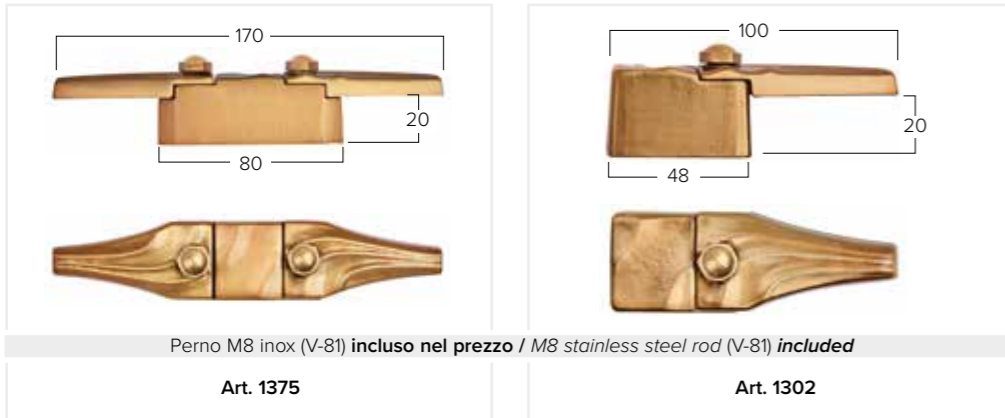 170
20
80
100
20
48
Perno M8 inox (V-81) incluso nel prezzo / M8 stainless steel rod (V-81) included
Art. 1375
Art. 1302